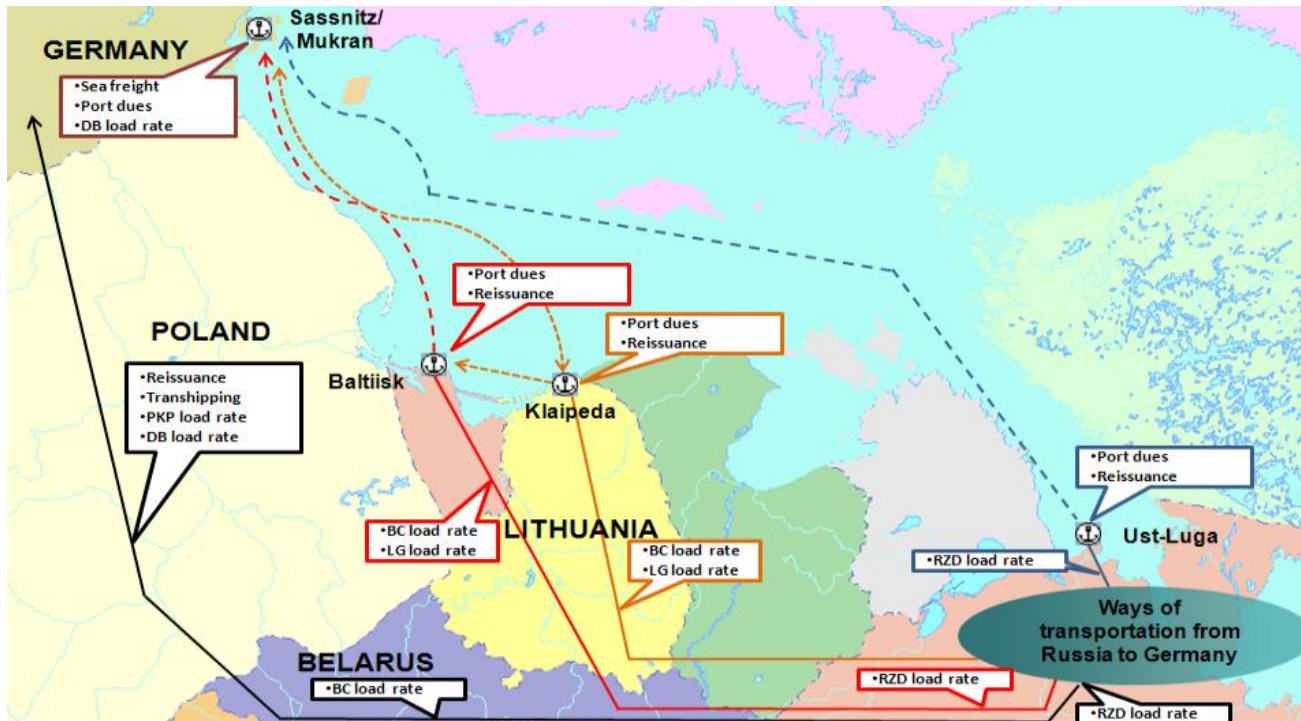 Sassnitz/
Mukran
GERMANY
•Sea freight
•Port dues
•DB load rate
•Port dues
•Reissuance
POLAND
•Port dues
•Reissuance
•Reissuance
•Transhipping
•PKP load rate
•DB load rate
Baltiisk
Klaipeda
•Port dues
•Reissuance
•BC load rate
•LG load rate
LITHUANIA
Ust-Luga
•BC load rate
•LG load rate
•RZD load rate
Ways of
transportation from
Russia to Germany
BELARUS
•BC load rate
•RZD load rate
•RZD load rate